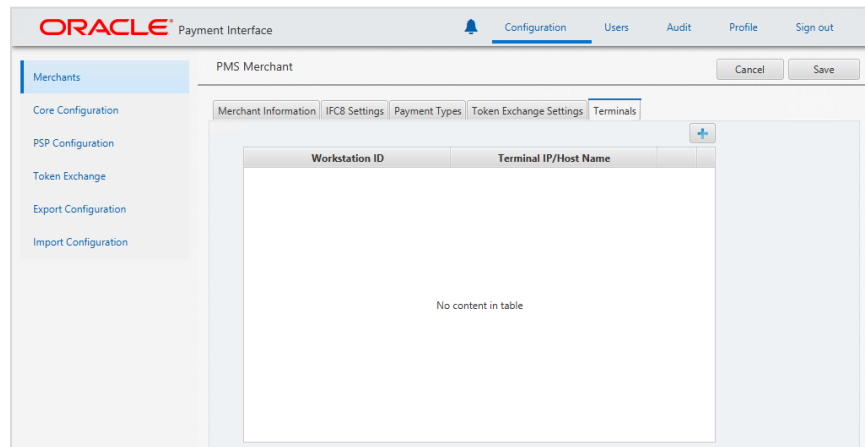 ORACLE® Payment Interface
Configuration Users Audit Profile Sign out
Merchants
Core Configuration
PSP Configuration
Token Exchange
Export Configuration
Import Configuration
PMS Merchant
Cancel Save
Merchant Information IFC8 Settings Payment Types Token Exchange Settings Terminals
+
Workstation ID Terminal IP/Host Name
No content in table